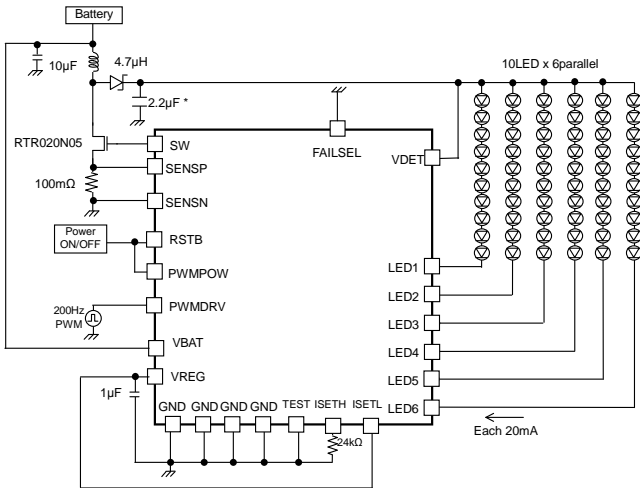 Battery
10µF
4.7µH
2.2µF *
10LED x 6parallel
RTR020N05
SW
FAILSEL
VDET
SENSP
100mΩ
SENSN
Power
ON/OFF
RSTB
PWMPOW
LED1
LED2
200Hz
PWM
PWMDRV
LED3
VBAT
LED4
VREG
LED5
1µF
GND
GND
GND
GND
TEST
ISETH
ISETL
LED6
24kΩ
Each 20mA